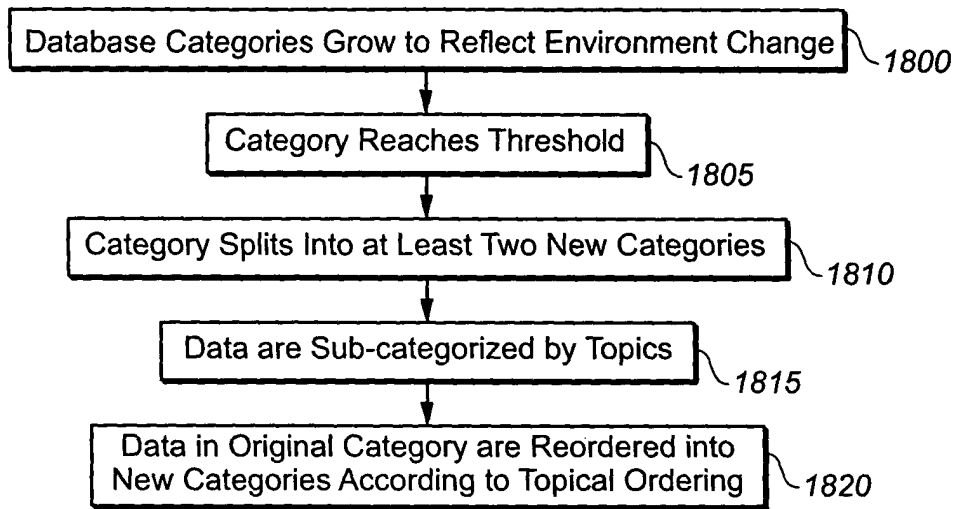 Database Categories Grow to Reflect Environment Change
1800
Category Reaches Threshold
1805
Category Splits Into at Least Two New Categories
1810
Data are Sub-categorized by Topics
1815
Data in Original Category are Reordered into
New Categories According to Topical Ordering
1820